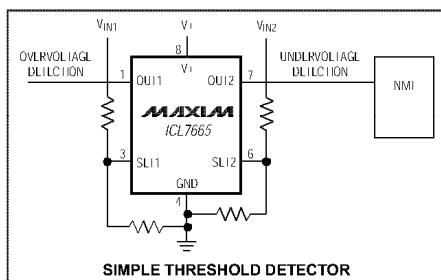 VIN1
V+
VIN2
OVERVOLTAGE
DETECTION
8
V+
UNDERVOLTAGE
DETECTION
1
OUT1
OUT2
7
NMI
MAXIM
ICL7665
3
SET1
SET2
6
GND
4
SIMPLE THRESHOLD DETECTOR